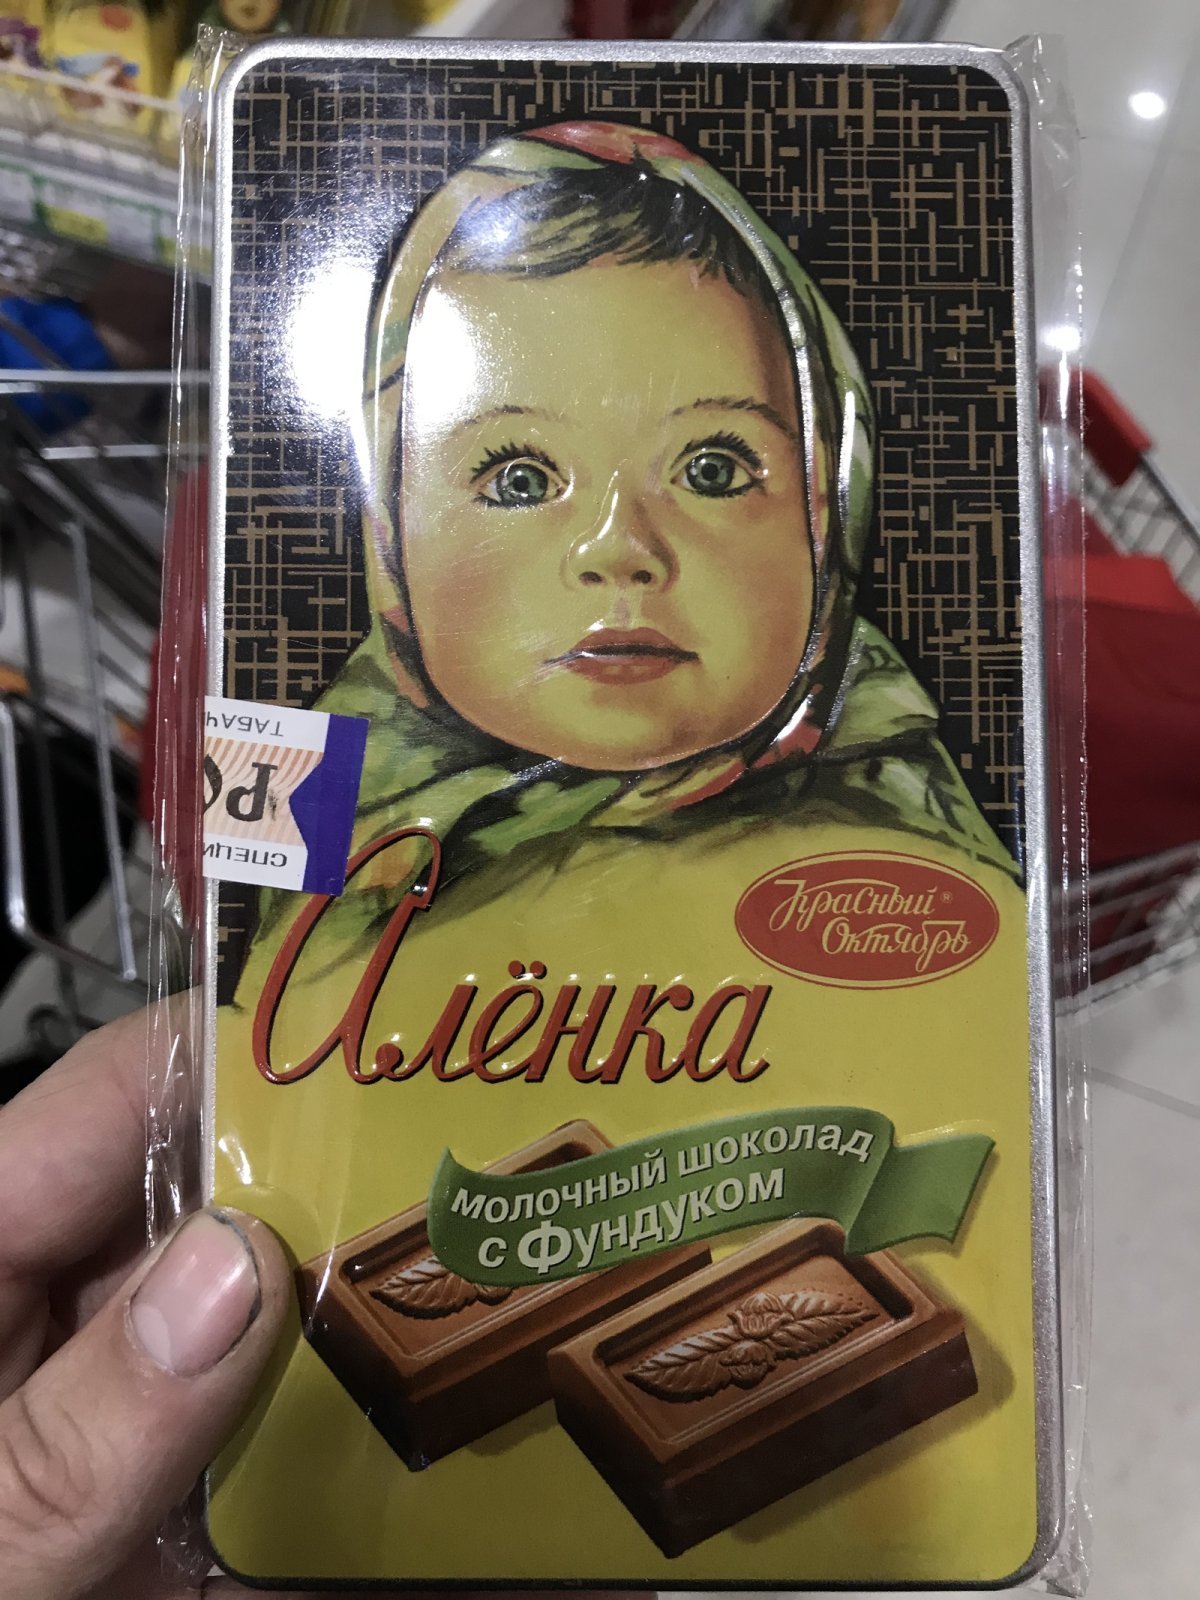 Алёнка
Красный®
Октябрь
молочный шоколад
с Фундуком